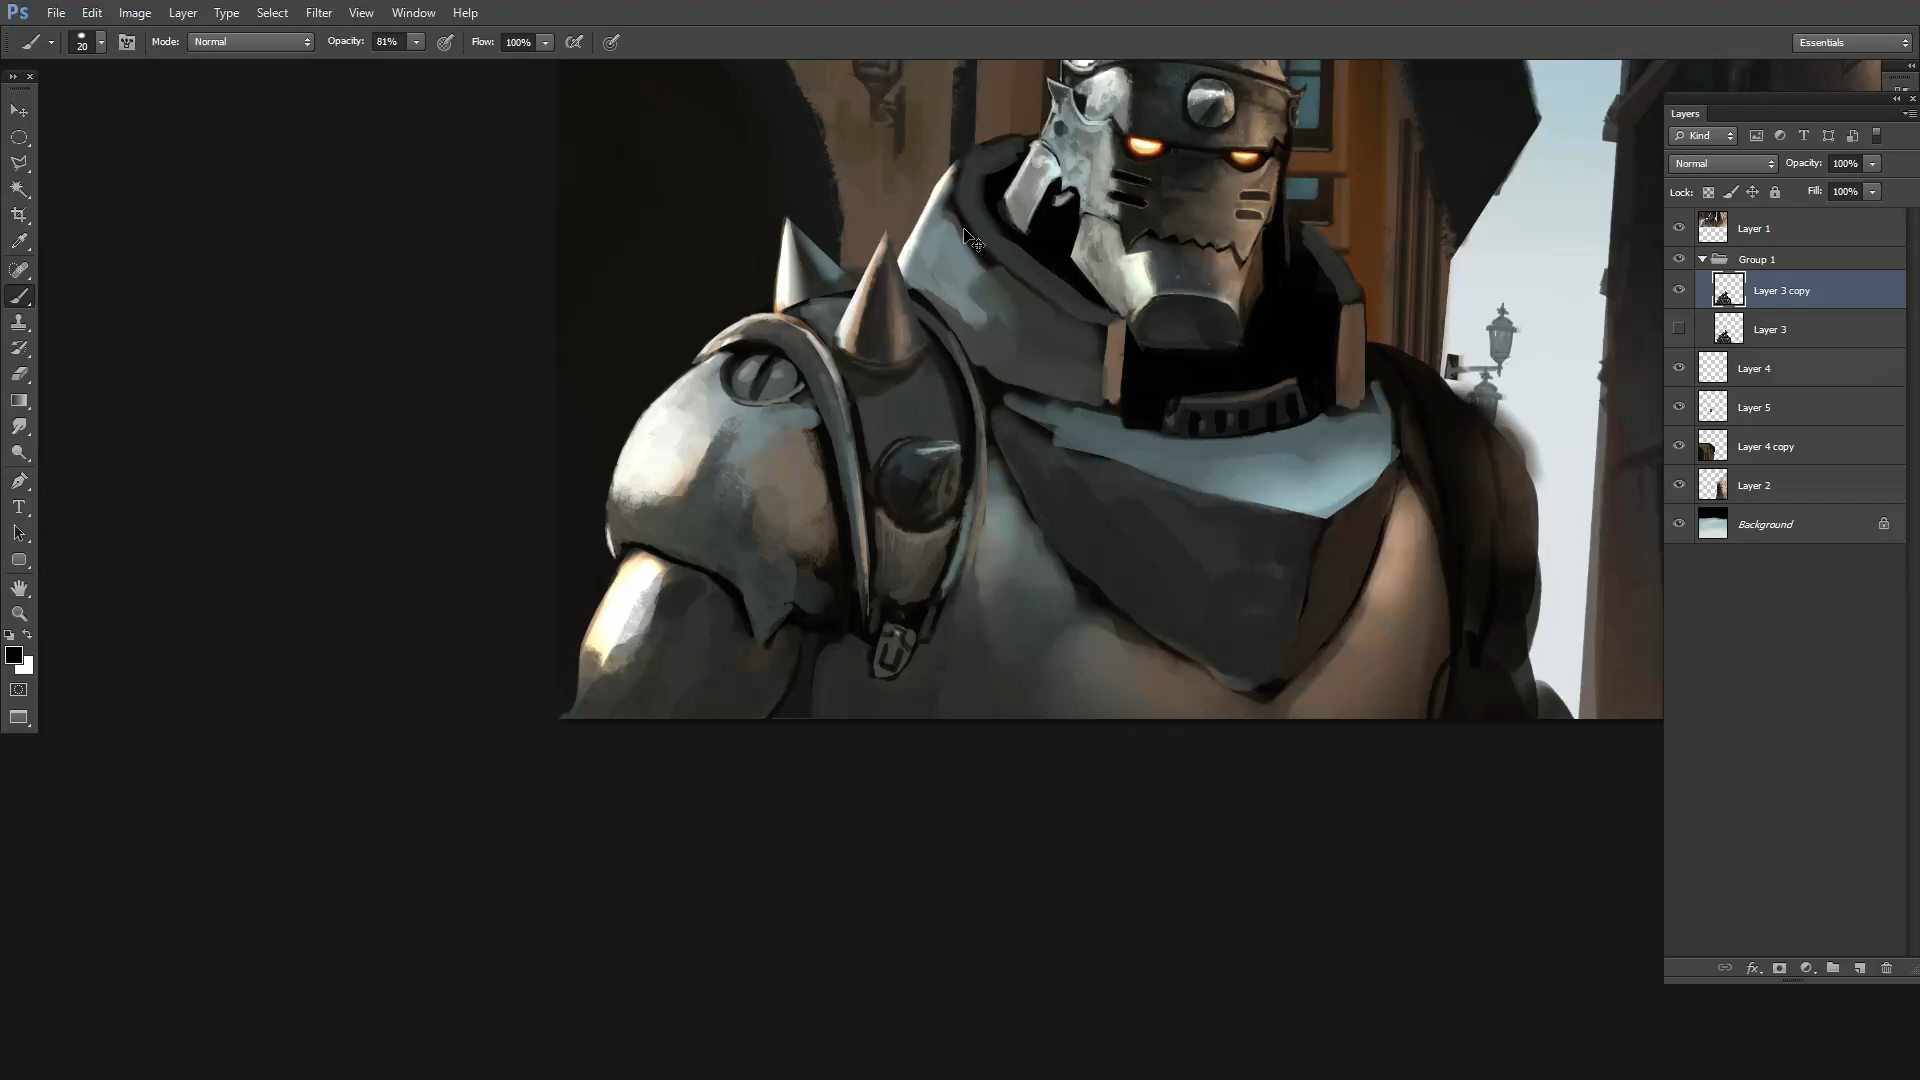 Ps File Edit Image Layer Type Select Filter View Window Help
20 Mode: Normal Opacity: 81% Flow: 100% Essentials
Layers
Kind
Normal Opacity: 100%
Lock: Fill: 100%
Layer 1
Group 1
Layer 3 copy
Layer 3
Layer 4
Layer 5
Layer 4 copy
Layer 2
Background